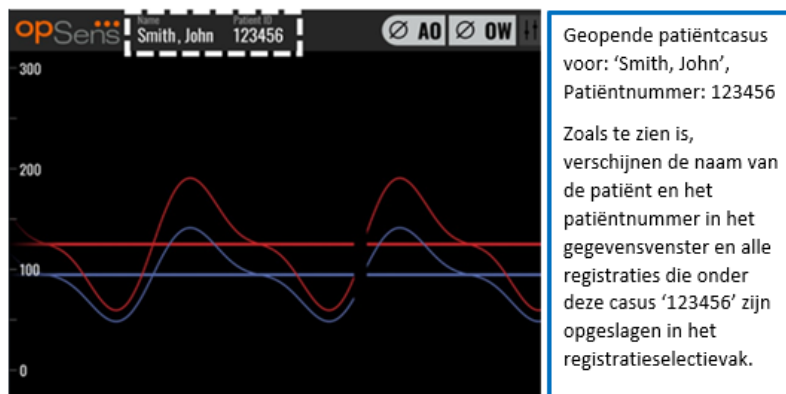 opSens
Name Patient ID
Smith, John 123456
Ø AO Ø OW
300
200
100
0
Geopende patiëntcasus
voor: ‘Smith, John’,
Patiëntnummer: 123456
Zoals te zien is,
verschijnen de naam van
de patiënt en het
patiëntnummer in het
gegevensvenster en alle
registraties die onder
deze casus ‘123456’ zijn
opgeslagen in het
registratieselectievak.